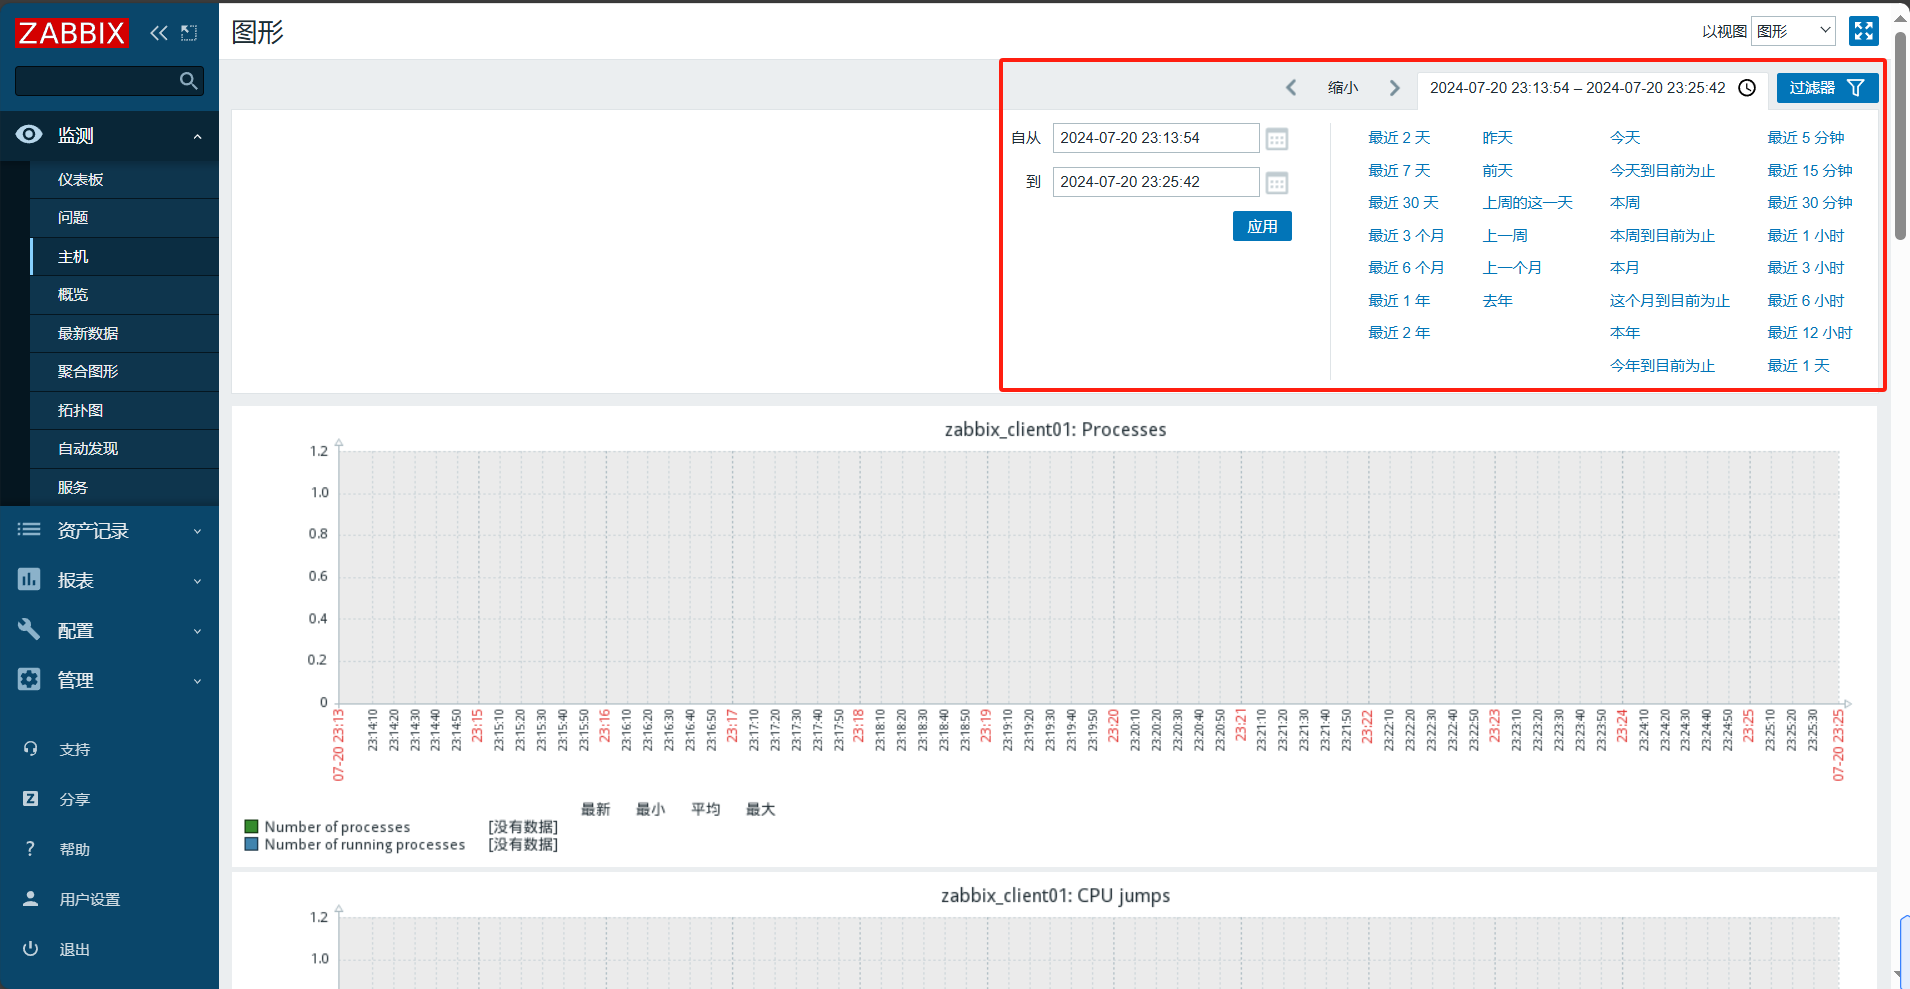 ZABBIX
图形
以视图 图形
监测
仪表板
问题
主机
概览
最新数据
聚合图形
拓扑图
自动发现
服务
资产记录
报表
配置
管理
支持
Z 分享
? 帮助
用户设置
退出
缩小
2024-07-20 23:13:54 – 2024-07-20 23:25:42
过滤器
自从 2024-07-20 23:13:54
到 2024-07-20 23:25:42
应用
最近 2 天 昨天 今天 最近 5 分钟
最近 7 天 前天 今天到目前为止 最近 15 分钟
最近 30 天 上周的这一天 本周 最近 30 分钟
最近 3 个月 上一周 本周到目前为止 最近 1 小时
最近 6 个月 上一个月 本月 最近 3 小时
最近 1 年 去年 这个月到目前为止 最近 6 小时
最近 2 年 本年 最近 12 小时
今年到目前为止 最近 1 天
zabbix_client01: Processes
1.2
1.0
0.8
0.6
0.4
0.2
0
07-20 23:13 23:14:10 23:14:20 23:14:30 23:14:40 23:14:50 23:15 23:15:10 23:15:20 23:15:30 23:15:40 23:15:50 23:16 23:16:10 23:16:20 23:16:30 23:16:40 23:16:50 23:17 23:17:10 23:17:20 23:17:30 23:17:40 23:17:50 23:18 23:18:10 23:18:20 23:18:30 23:18:40 23:18:50 23:19 23:19:10 23:19:20 23:19:30 23:19:40 23:19:50 23:20 23:20:10 23:20:20 23:20:30 23:20:40 23:20:50 23:21 23:21:10 23:21:20 23:21:30 23:21:40 23:21:50 23:22 23:22:10 23:22:20 23:22:30 23:22:40 23:22:50 23:23 23:23:10 23:23:20 23:23:30 23:23:40 23:23:50 23:24 23:24:10 23:24:20 23:24:30 23:24:40 23:24:50 23:25 23:25:10 23:25:20 23:25:30 07-20 23:25
最新 最小 平均 最大
Number of processes [没有数据]
Number of running processes [没有数据]
zabbix_client01: CPU jumps
1.2
1.0